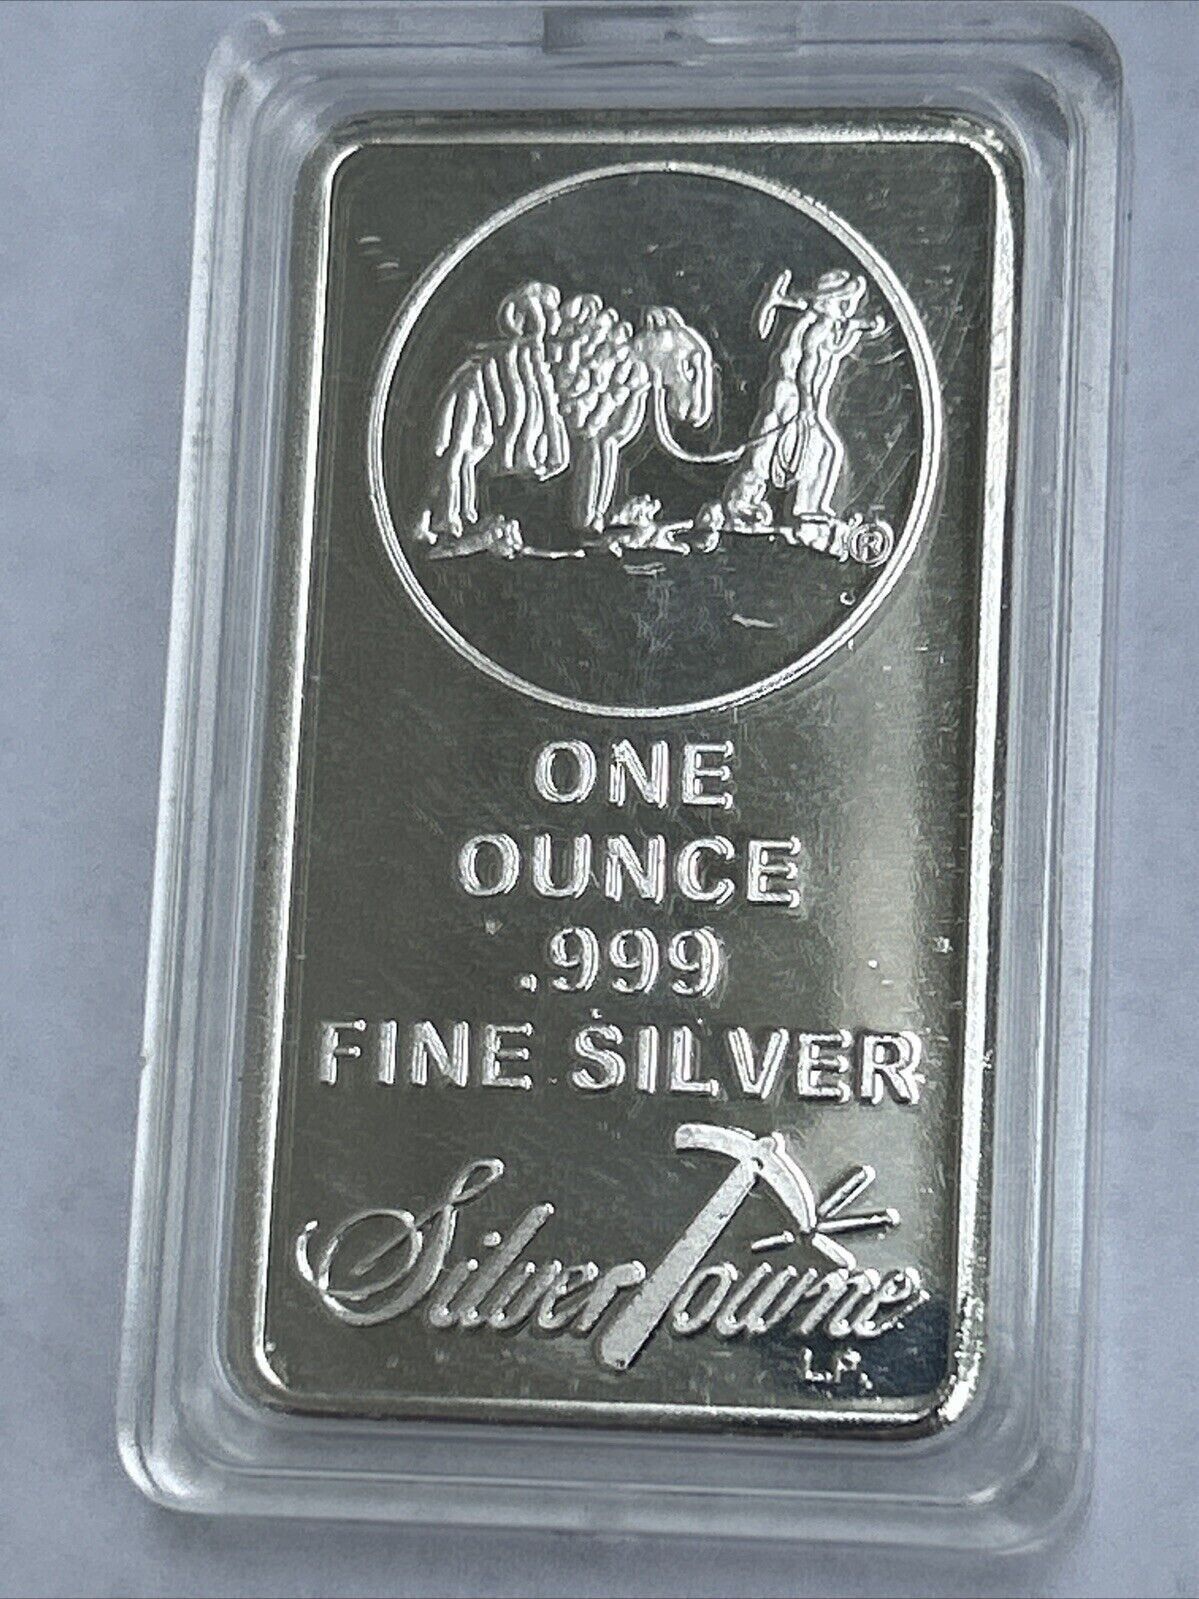 ®
ONE
OUNCE
.999
FINE SILVER
SilverTowne
L.P.